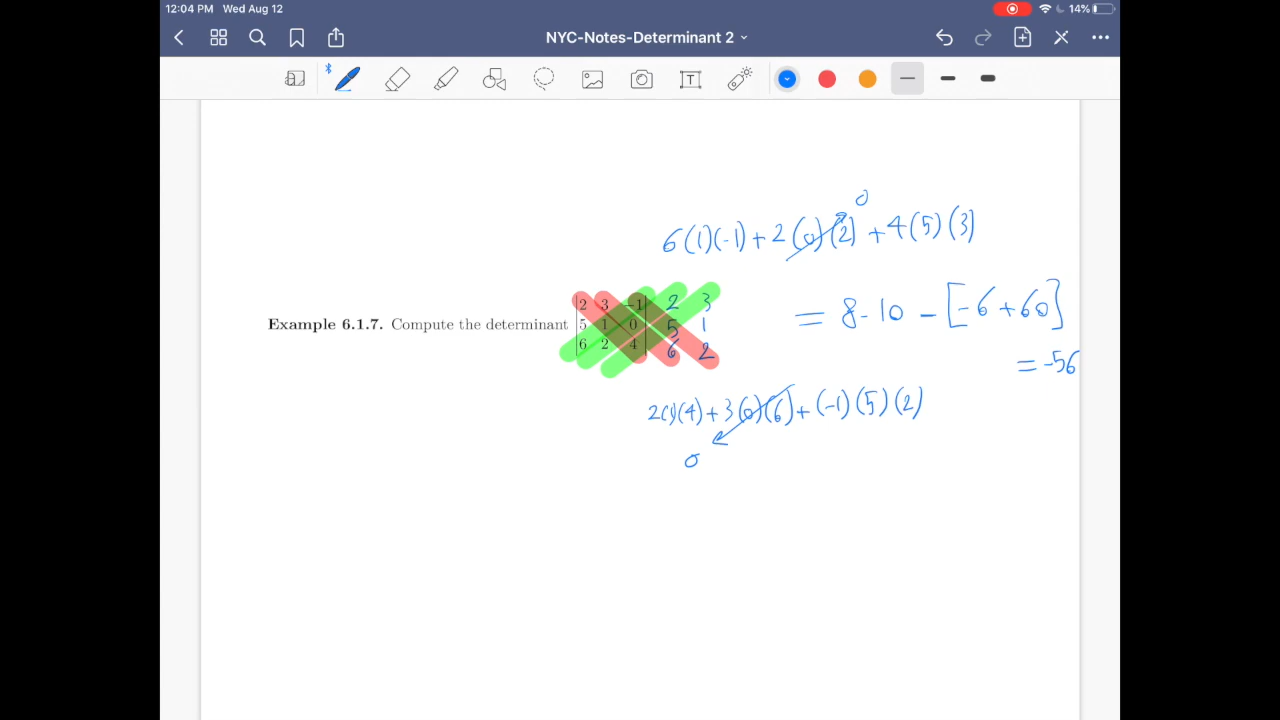 12:04 PM Wed Aug 12 14%
NYC-Notes-Determinant 2
T
0
6(1)(-1) + 2(0)(2) + 4(5)(3)
2 3 -1 2 3
Example 6.1.7. Compute the determinant 5 1 0 5 1
6 2 4 6 2
= 8 - 10 - [-6 + 60]
= -56
2(1)(4) + 3(0)(6) + (-1)(5)(2)
0